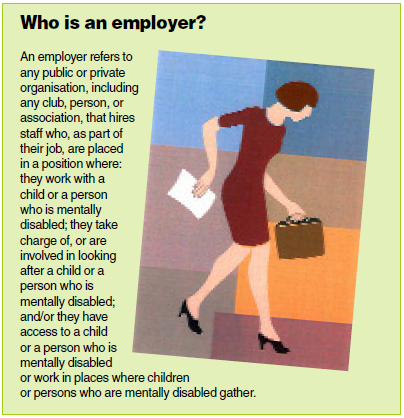 Who is an employer?
An employer refers to
any public or private
organisation, including
any club, person, or
association, that hires
staff who, as part of
their job, are placed
in a position where:
they work with a
child or a person
who is mentally
disabled; they take
charge of, or are
involved in looking
after a child or a
person who is
mentally disabled;
and/or they have
access to a child
or a person who is
mentally disabled
or work in places where children
or persons who are mentally disabled gather.